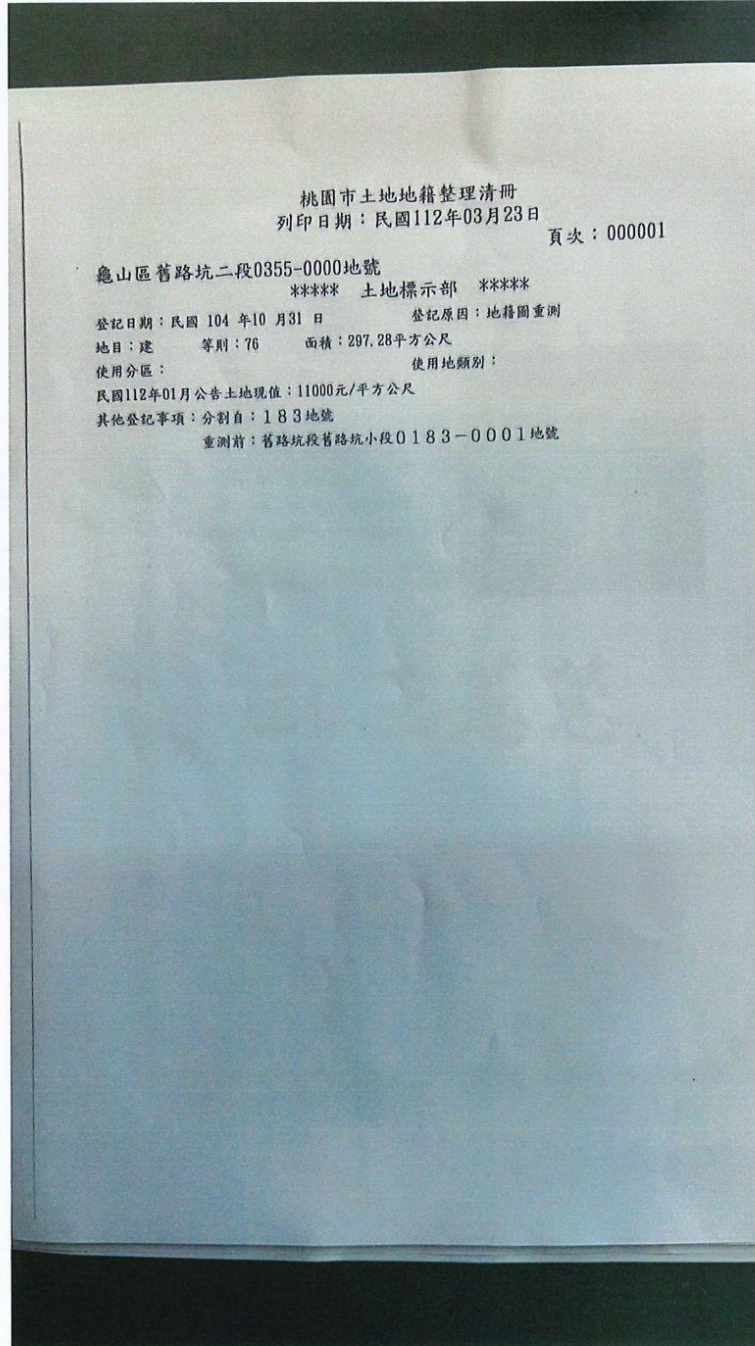 桃園市土地地籍整理清冊
列印日期：民國112年03月23日
頁次：000001
龜山區舊路坑二段0355-0000地號
***** 土地標示部 *****
登記日期：民國 104 年10 月31 日 登記原因：地籍圖重測
地目：建 等則：76 面積：297.28平方公尺
使用分區： 使用地類別：
民國112年01月公告土地現值：11000元/平方公尺
其他登記事項：分割自：１８３地號
重測前：舊路坑段舊路坑小段０１８３－０００１地號